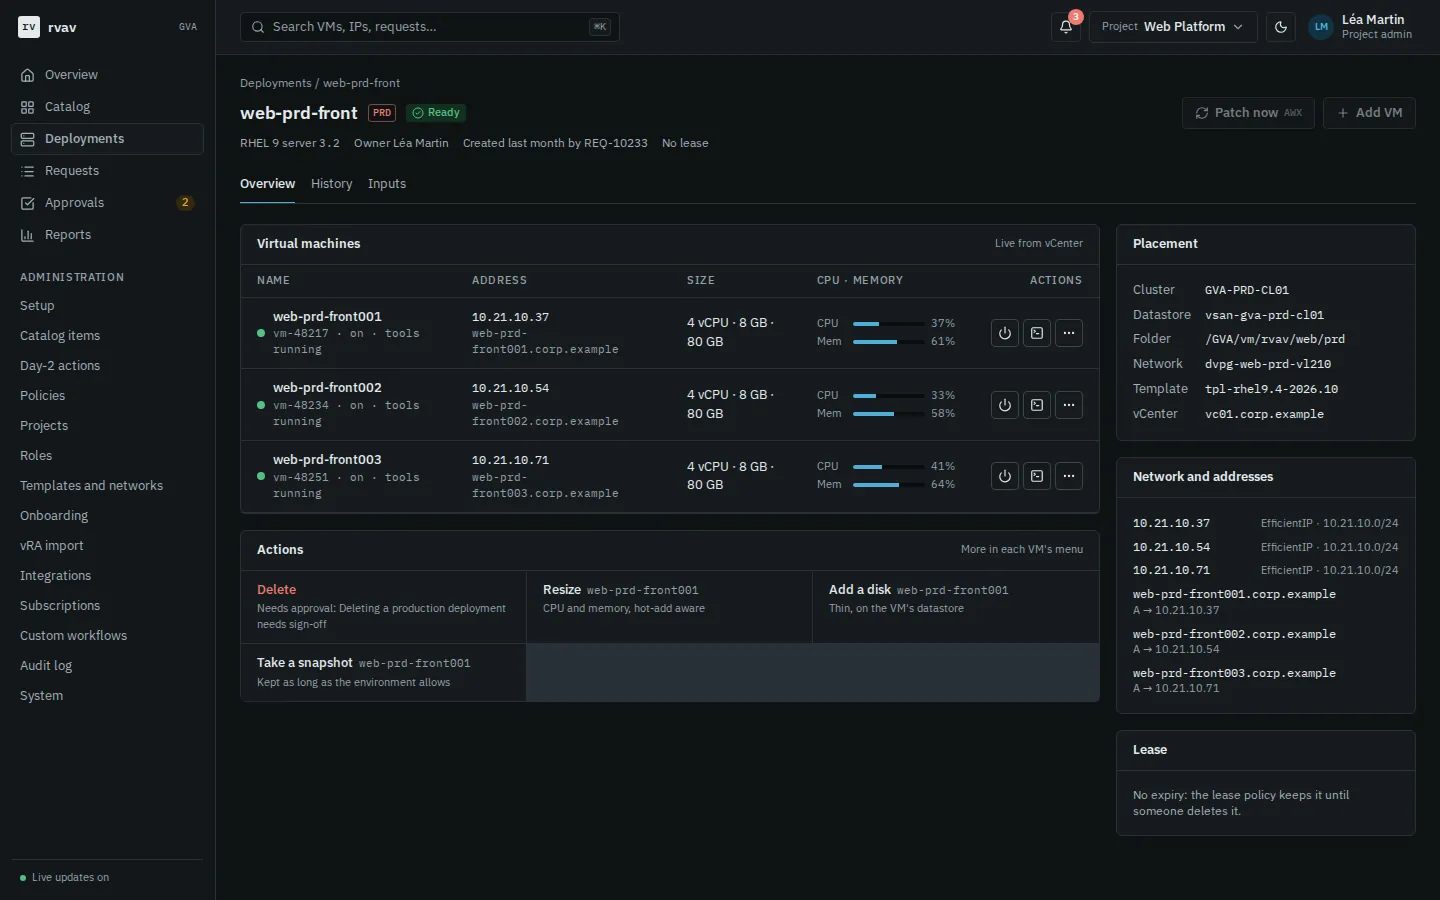 rv rvav GVA
Search VMs, IPs, requests... ⌘K
3
Project Web Platform
LM
Léa Martin
Project admin
Overview
Catalog
Deployments
Requests
Approvals 2
Reports
ADMINISTRATION
Setup
Catalog items
Day-2 actions
Policies
Projects
Roles
Templates and networks
Onboarding
vRA import
Integrations
Subscriptions
Custom workflows
Audit log
System
Live updates on
Deployments / web-prd-front
web-prd-front PRD Ready
Patch now AWX
Add VM
RHEL 9 server 3.2 Owner Léa Martin Created last month by REQ-10233 No lease
Overview History Inputs
Virtual machines Live from vCenter
NAME ADDRESS SIZE CPU · MEMORY ACTIONS
web-prd-front001
vm-48217 · on · tools
running
10.21.10.37
web-prd-
front001.corp.example
4 vCPU · 8 GB ·
80 GB
CPU 37%
Mem 61%
web-prd-front002
vm-48234 · on · tools
running
10.21.10.54
web-prd-
front002.corp.example
4 vCPU · 8 GB ·
80 GB
CPU 33%
Mem 58%
web-prd-front003
vm-48251 · on · tools
running
10.21.10.71
web-prd-
front003.corp.example
4 vCPU · 8 GB ·
80 GB
CPU 41%
Mem 64%
Actions More in each VM's menu
Delete
Needs approval: Deleting a production deployment
needs sign-off
Resize web-prd-front001
CPU and memory, hot-add aware
Add a disk web-prd-front001
Thin, on the VM's datastore
Take a snapshot web-prd-front001
Kept as long as the environment allows
Placement
Cluster GVA-PRD-CL01
Datastore vsan-gva-prd-cl01
Folder /GVA/vm/rvav/web/prd
Network dvpg-web-prd-vl210
Template tpl-rhel9.4-2026.10
vCenter vc01.corp.example
Network and addresses
10.21.10.37 EfficientIP · 10.21.10.0/24
10.21.10.54 EfficientIP · 10.21.10.0/24
10.21.10.71 EfficientIP · 10.21.10.0/24
web-prd-front001.corp.example
A → 10.21.10.37
web-prd-front002.corp.example
A → 10.21.10.54
web-prd-front003.corp.example
A → 10.21.10.71
Lease
No expiry: the lease policy keeps it until
someone deletes it.